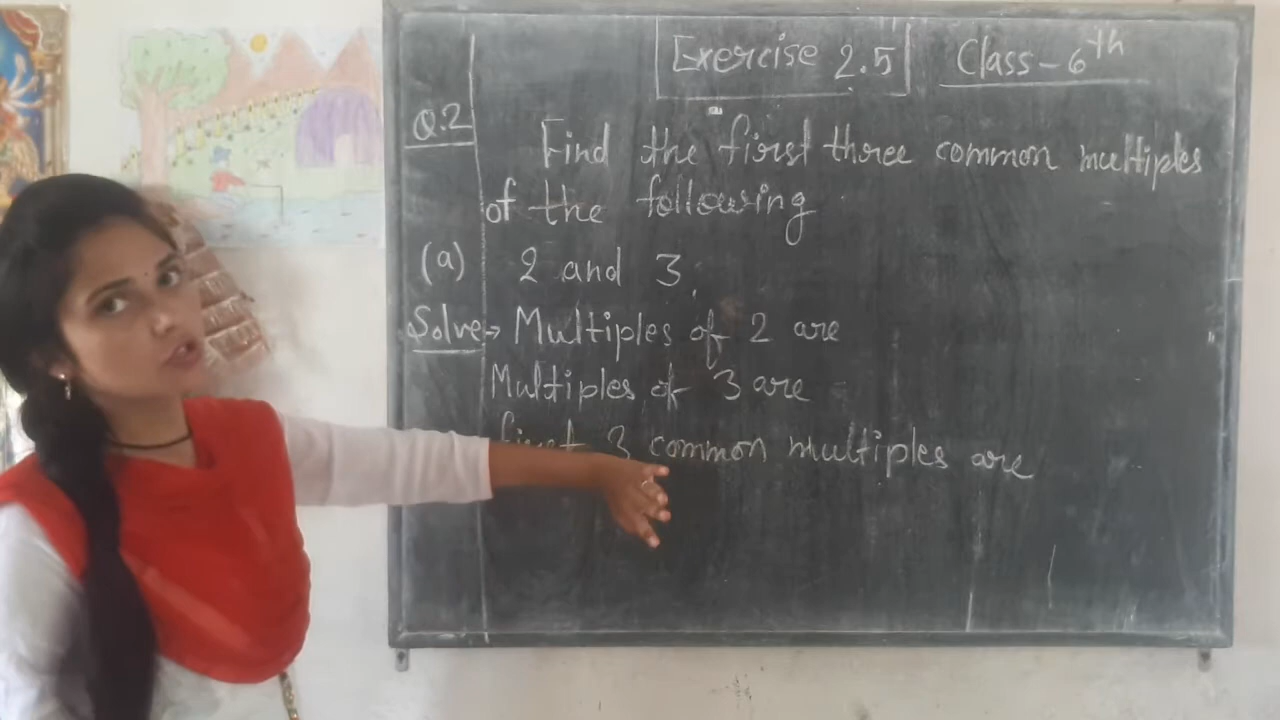 Exercise 2.5 Class - 6th
Q.2 Find the first three common multiples
of the following
(a) 2 and 3
Solve→ Multiples of 2 are
Multiples of 3 are
first 3 common multiples are